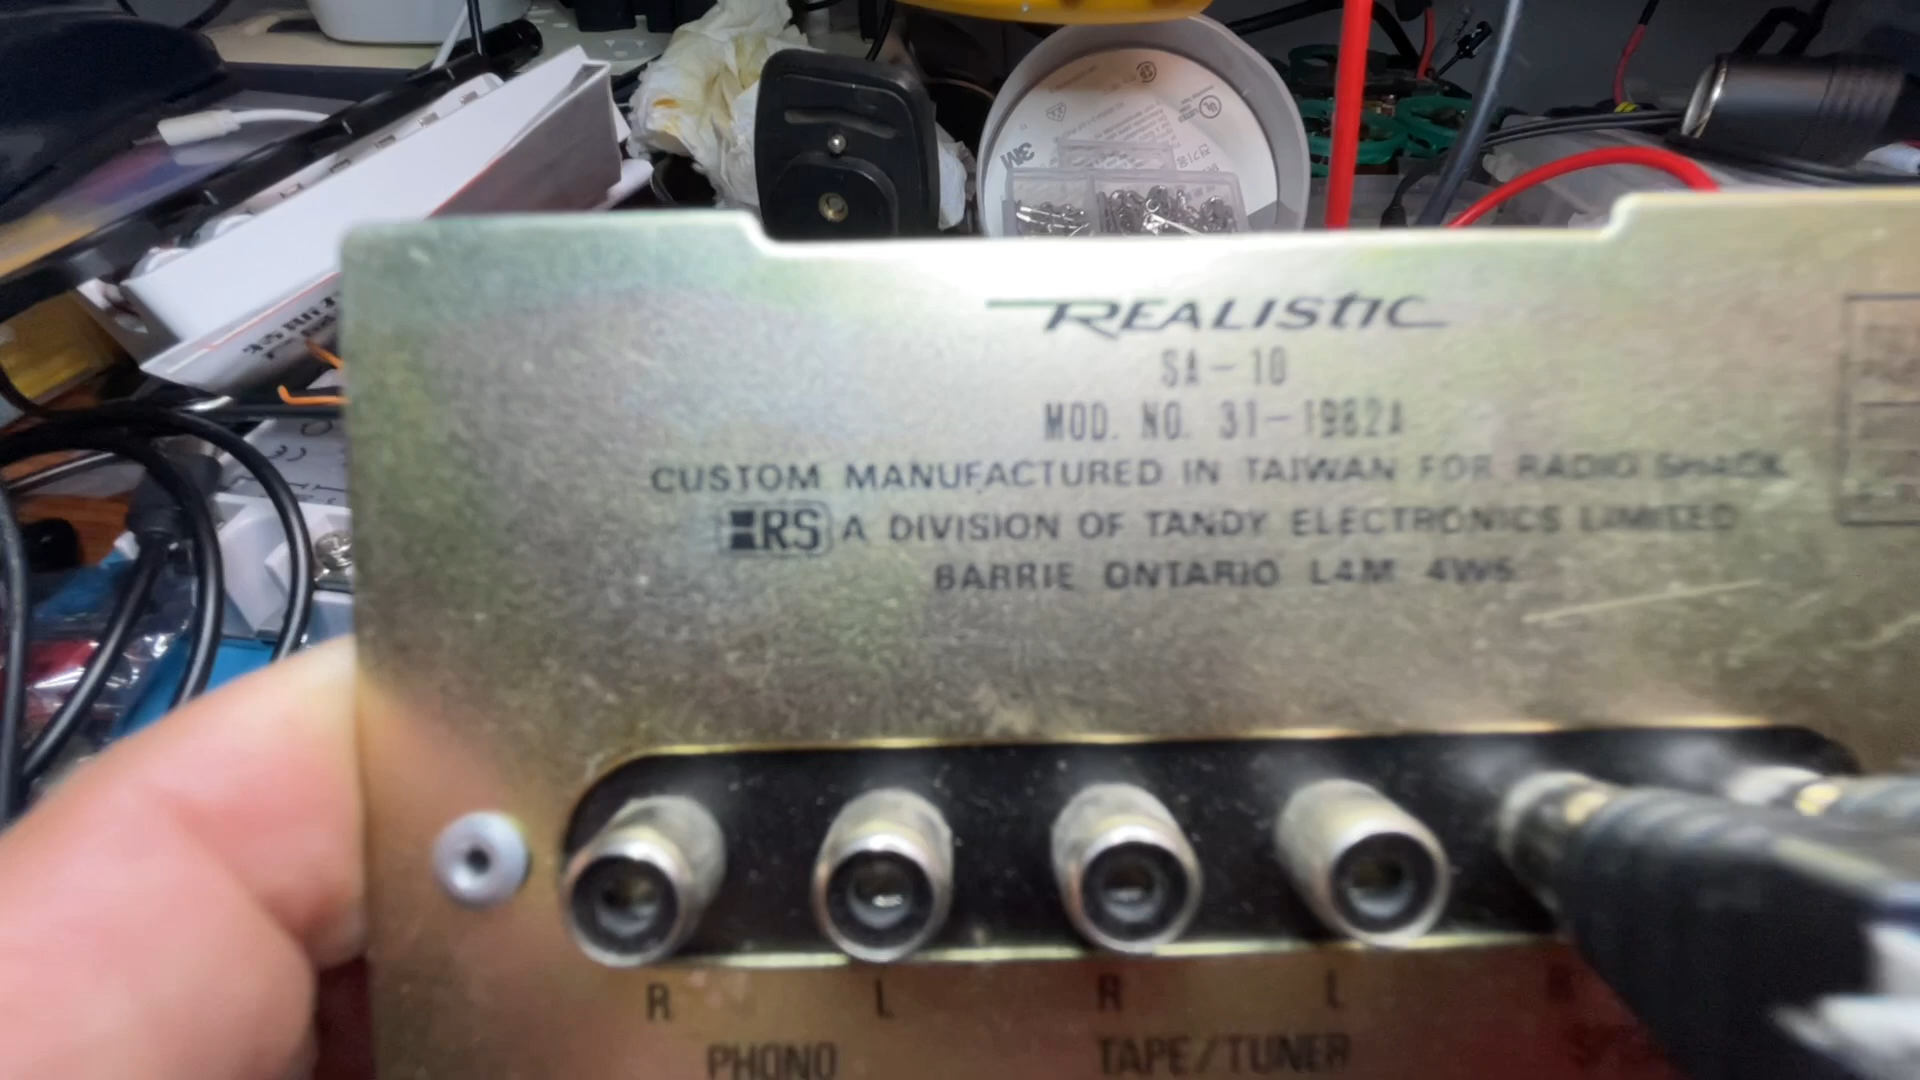 REALISTIC
SA-10
MOD. NO. 31-1982A
CUSTOM MANUFACTURED IN TAIWAN FOR RADIO SHACK
RS A DIVISION OF TANDY ELECTRONICS LIMITED
BARRIE ONTARIO L4M 4W5
R L R L
PHONO TAPE/TUNER
3M